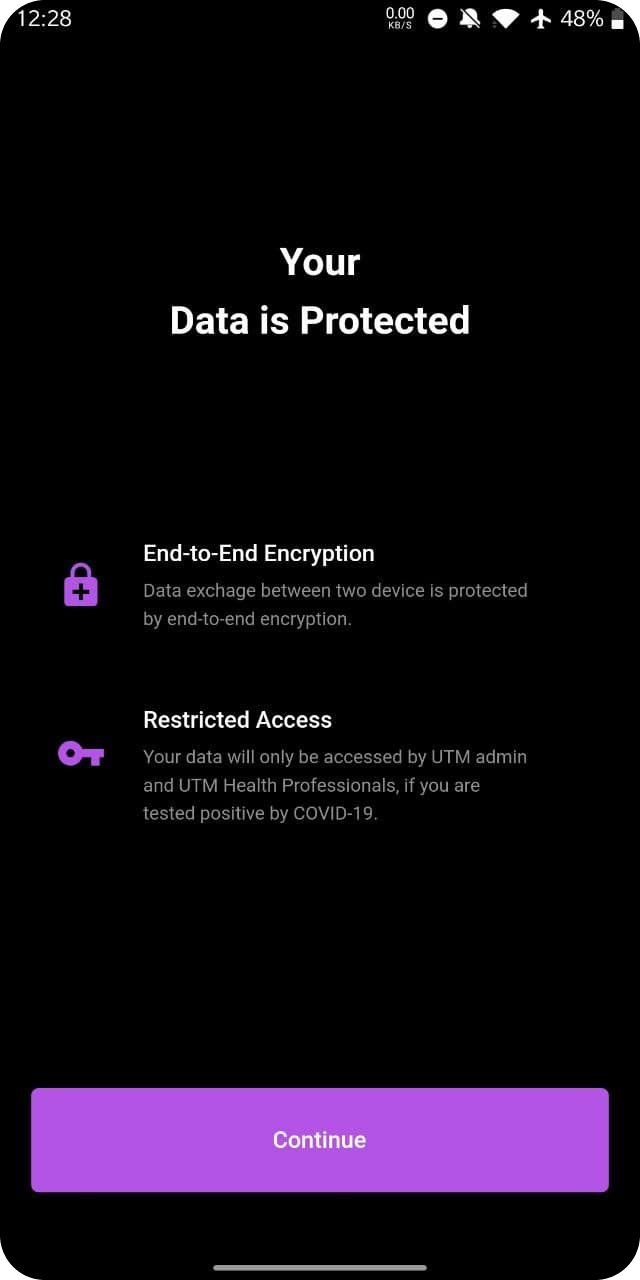 12:28
0.00
KB/S
48%
Your
Data is Protected
End-to-End Encryption
Data exchage between two device is protected
by end-to-end encryption.
Restricted Access
Your data will only be accessed by UTM admin
and UTM Health Professionals, if you are
tested positive by COVID-19.
Continue